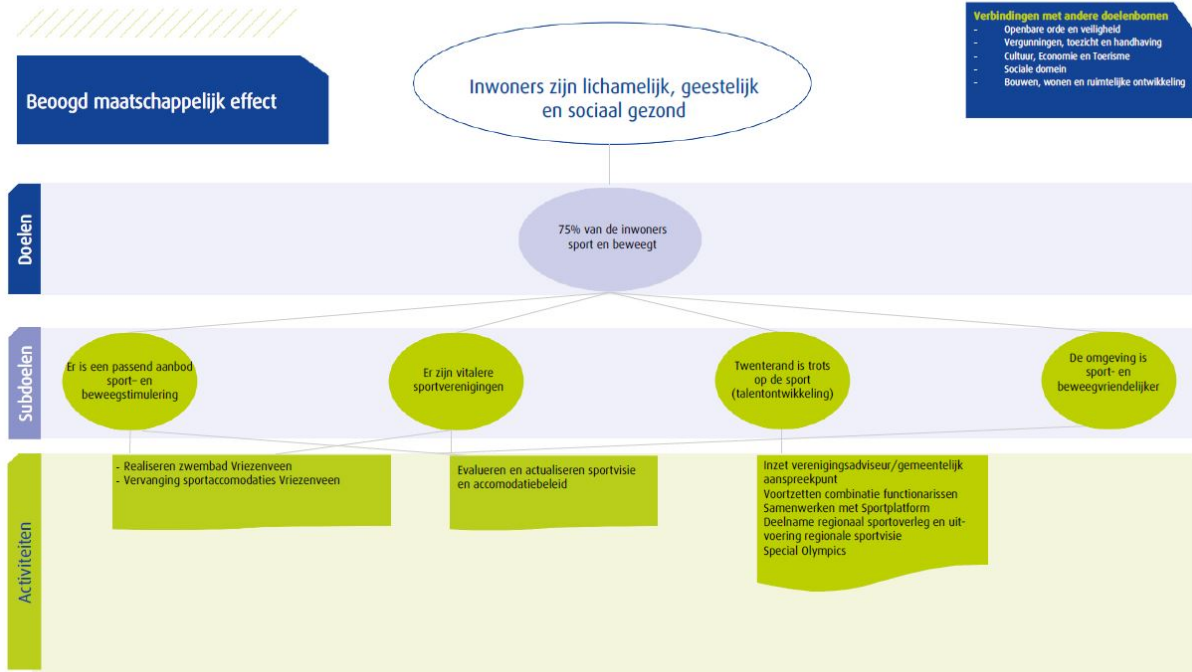 Beoogd maatschappelijk effect
Inwoners zijn lichamelijk, geestelijk
en sociaal gezond
Verbindingen met andere doelenbomen
- Openbare orde en veiligheid
- Vergunningen, toezicht en handhaving
- Cultuur, Economie en Toerisme
- Sociale domein
- Bouwen, wonen en ruimtelijke ontwikkeling
Doelen
75% van de inwoners
sport en beweegt
Subdoelen
Er is een passend aanbod
sport- en
beweegstimulering
Er zijn vitalere
sportverenigingen
Twenterand is trots
op de sport
(talentontwikkeling)
De omgeving is
sport- en
beweegvriendelijker
Activiteiten
- Realiseren zwembad Vriezenveen
- Vervanging sportaccomodaties Vriezenveen
Evalueren en actualiseren sportvisie
en accomodatiebeleid
Inzet verenigingsadviseur/gemeentelijk
aanspreekpunt
Voortzetten combinatie functionarissen
Samenwerken met Sportplatform
Deelname regionaal sportoverleg en uit-
voering regionale sportvisie
Special Olympics